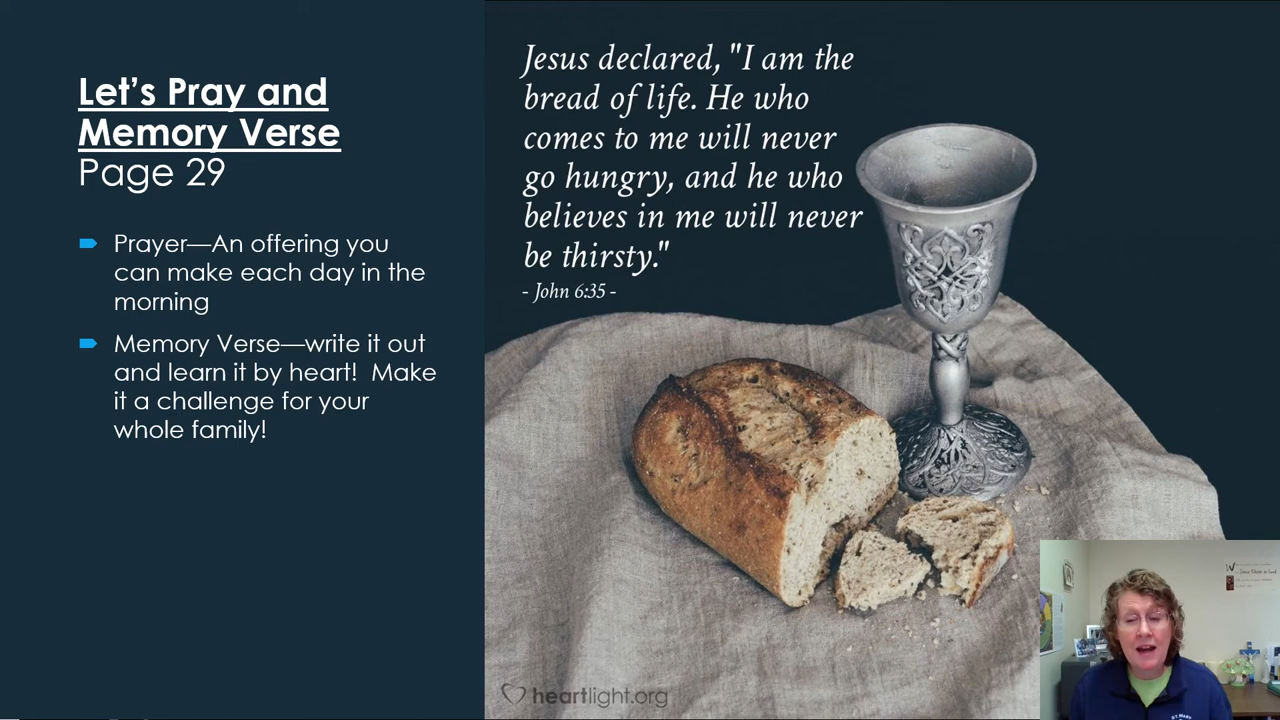 Let's Pray and
Memory Verse
Page 29
Prayer—An offering you
can make each day in the
morning
Memory Verse—write it out
and learn it by heart!  Make
it a challenge for your
whole family!
Jesus declared, "I am the
bread of life. He who
comes to me will never
go hungry, and he who
believes in me will never
be thirsty."
- John 6:35 -
heartlight.org